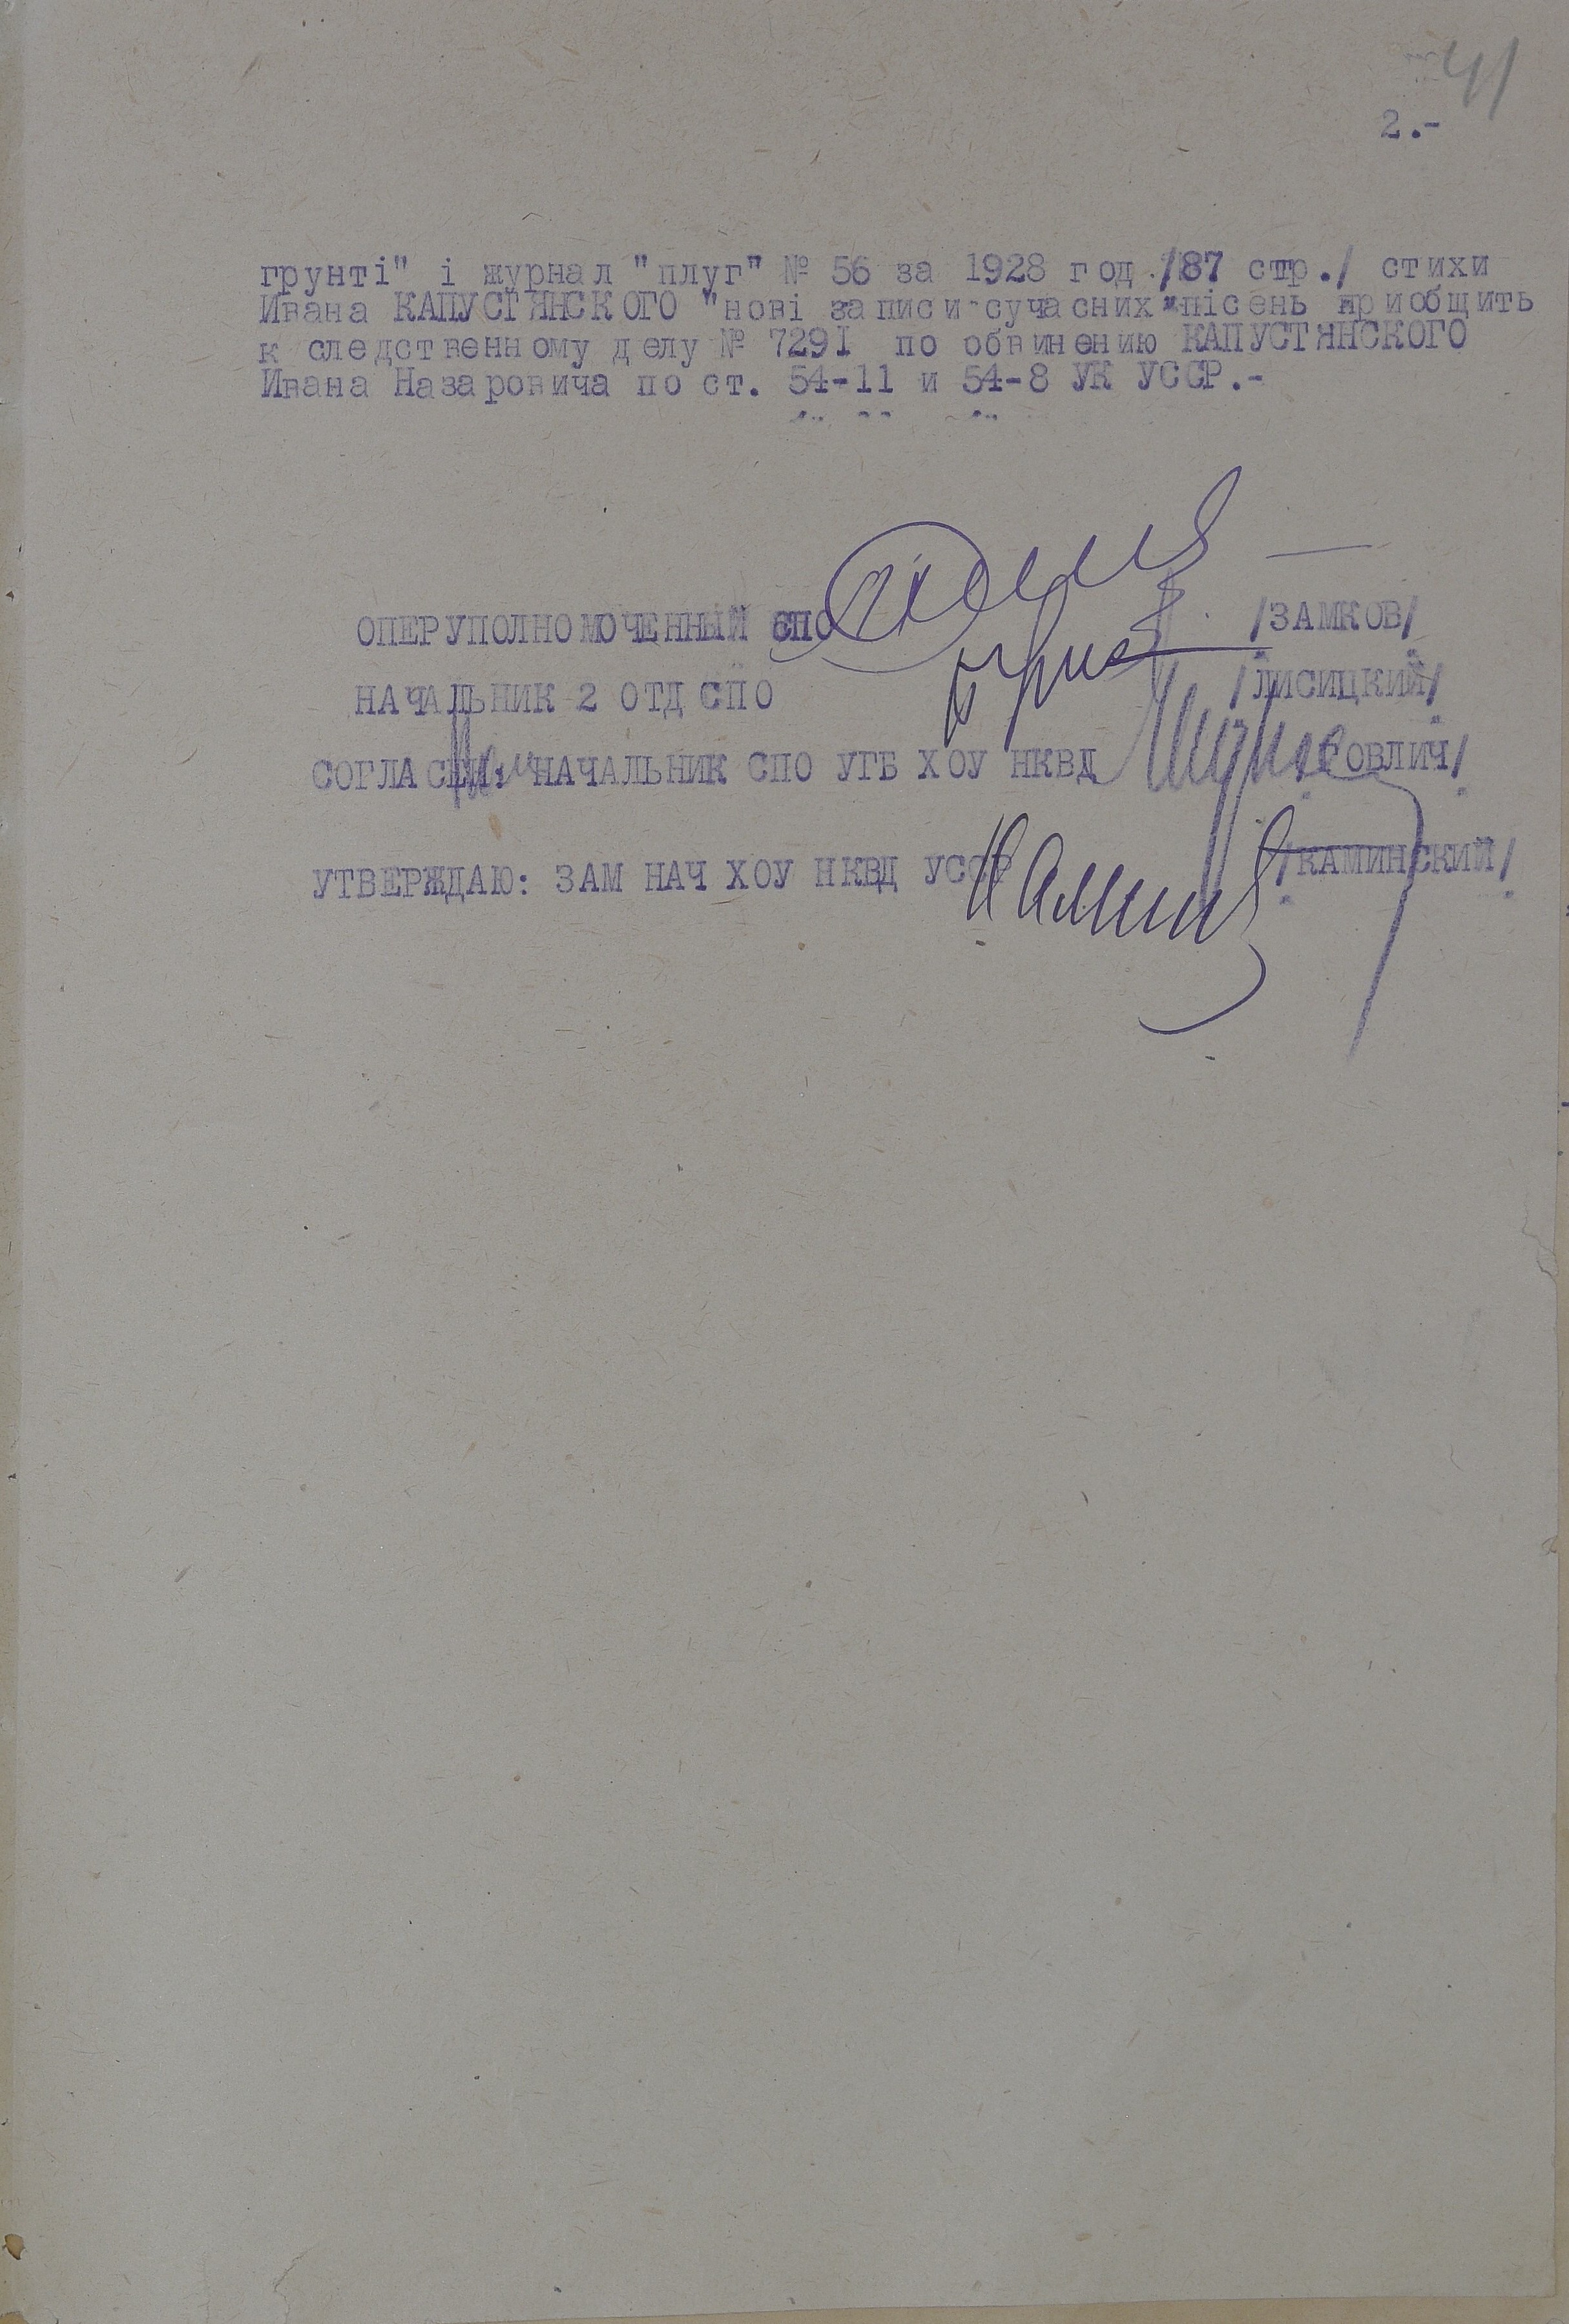 41
2.-
грунті" і журнал "плуг" № 56 за 1928 год./87 стр./ стихи
Ивана КАПУСТЯНСКОГО "нові записи сучасних пісень приобщить
к следственному делу № 7291 по обвинению КАПУСТЯНСКОГО
Ивана Назаровича по ст. 54-11 и 54-8 УК УССР.-
ОПЕРУПОЛНОМОЧЕННЫЙ СПО /ЗАМКОВ/
НАЧАЛЬНИК 2 ОТД СПО /ЛИСИЦКИЙ/
СОГЛАСЕН: НАЧАЛЬНИК СПО УГБ ХОУ НКВД
УТВЕРЖДАЮ: ЗАМ НАЧ ХОУ НКВД УССР /КАМИНСКИЙ/